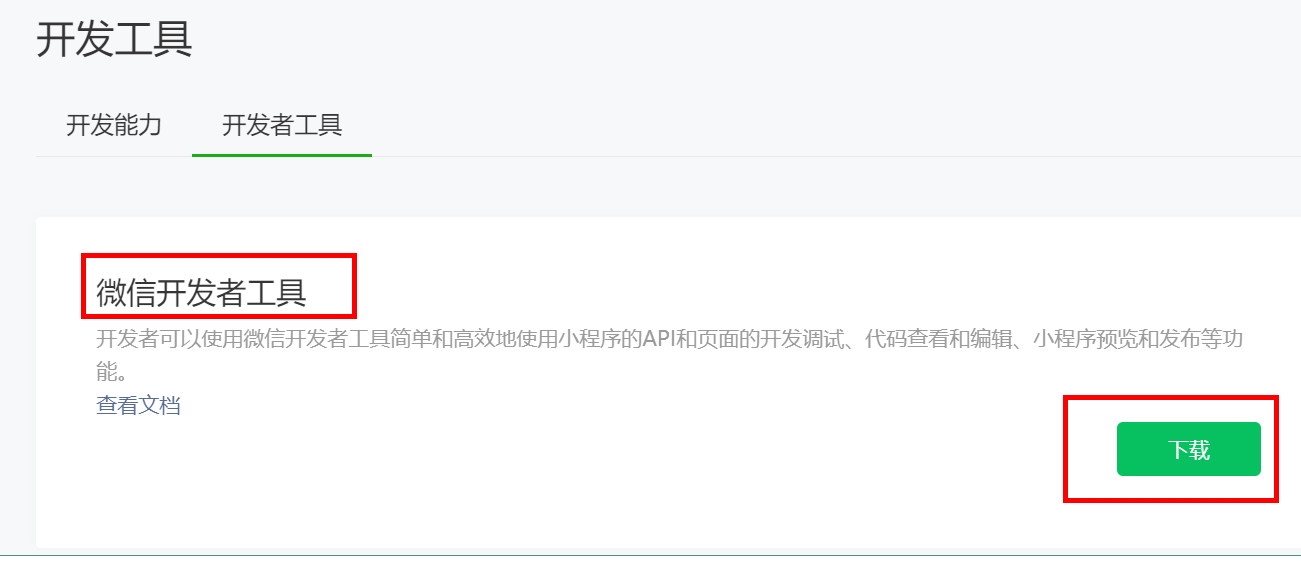 开发工具
开发能力 开发者工具
微信开发者工具
开发者可以使用微信开发者工具简单和高效地使用小程序的API和页面的开发调试、代码查看和编辑、小程序预览和发布等功
能。
查看文档
下载